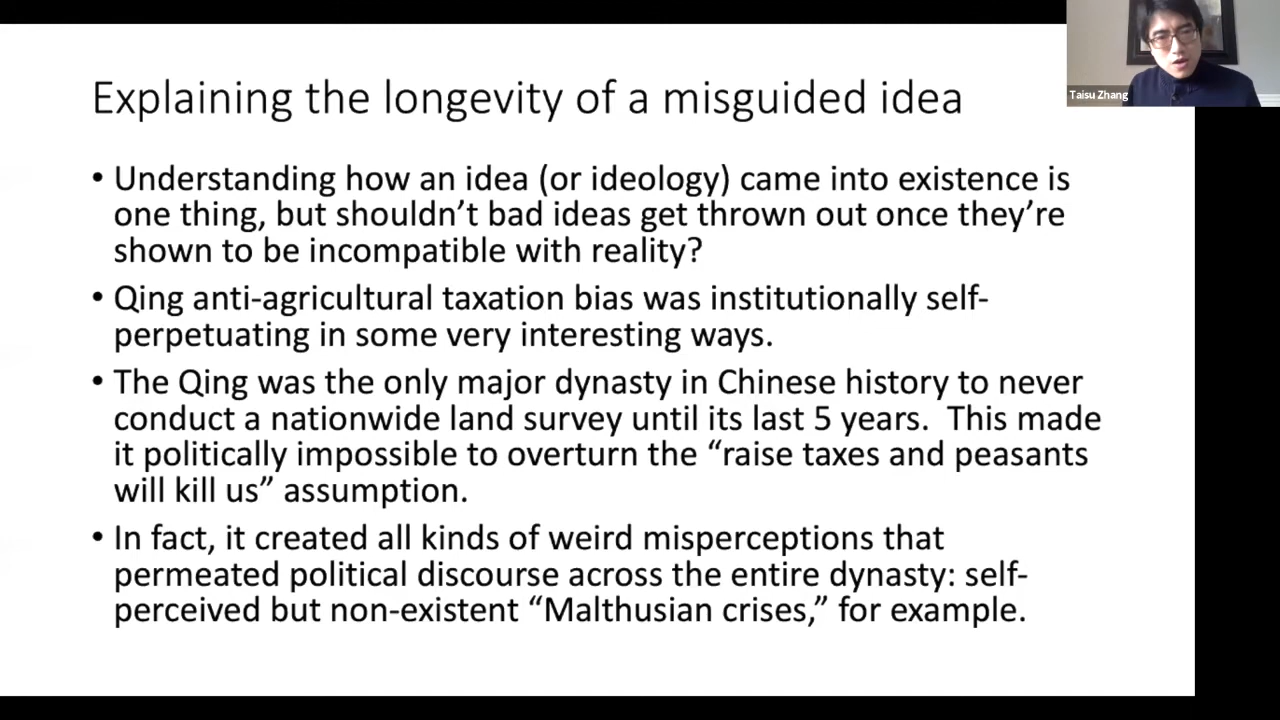 Explaining the longevity of a misguided idea
Taisu Zhang
• Understanding how an idea (or ideology) came into existence is
one thing, but shouldn’t bad ideas get thrown out once they’re
shown to be incompatible with reality?
• Qing anti-agricultural taxation bias was institutionally self-
perpetuating in some very interesting ways.
• The Qing was the only major dynasty in Chinese history to never
conduct a nationwide land survey until its last 5 years.  This made
it politically impossible to overturn the “raise taxes and peasants
will kill us” assumption.
• In fact, it created all kinds of weird misperceptions that
permeated political discourse across the entire dynasty: self-
perceived but non-existent “Malthusian crises,” for example.